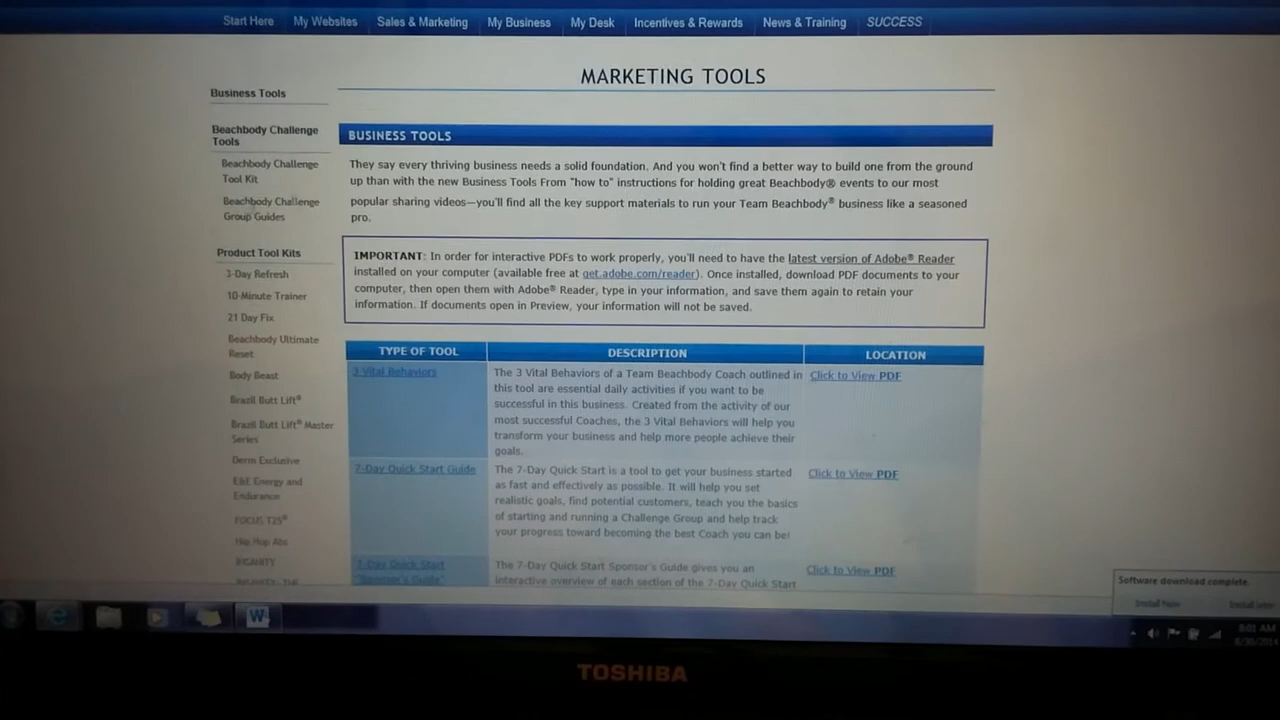 Start Here My Websites Sales & Marketing My Business My Desk Incentives & Rewards News & Training SUCCESS
MARKETING TOOLS
Business Tools
Beachbody Challenge
Tools
Beachbody Challenge
Tool Kit
Beachbody Challenge
Group Guides
Product Tool Kits
3-Day Refresh
10-Minute Trainer
21 Day Fix
Beachbody Ultimate
Reset
Body Beast
Brazil Butt Lift®
Brazil Butt Lift® Master
Series
Derm Exclusive
E&E Energy and
Endurance
FOCUS T25®
Hip Hop Abs
INSANITY
INSANITY: THE
BUSINESS TOOLS
They say every thriving business needs a solid foundation. And you won't find a better way to build one from the ground
up than with the new Business Tools From "how to" instructions for holding great Beachbody® events to our most
popular sharing videos—you'll find all the key support materials to run your Team Beachbody® business like a seasoned
pro.
IMPORTANT: In order for interactive PDFs to work properly, you'll need to have the latest version of Adobe® Reader
installed on your computer (available free at get.adobe.com/reader). Once installed, download PDF documents to your
computer, then open them with Adobe® Reader, type in your information, and save them again to retain your
information. If documents open in Preview, your information will not be saved.
TYPE OF TOOL DESCRIPTION LOCATION
3 Vital Behaviors
The 3 Vital Behaviors of a Team Beachbody Coach outlined in
this tool are essential daily activities if you want to be
successful in this business. Created from the activity of our
most successful Coaches, the 3 Vital Behaviors will help you
transform your business and help more people achieve their
goals.
Click to View PDF
7-Day Quick Start Guide
The 7-Day Quick Start is a tool to get your business started
as fast and effectively as possible. It will help you set
realistic goals, find potential customers, teach you the basics
of starting and running a Challenge Group and help track
your progress toward becoming the best Coach you can be!
Click to View PDF
7-Day Quick Start
"Sponsor's Guide"
The 7-Day Quick Start Sponsor's Guide gives you an
interactive overview of each section of the 7-Day Quick Start
Click to View PDF
Software download complete.
Install Now Install later
8:01 AM
TOSHIBA